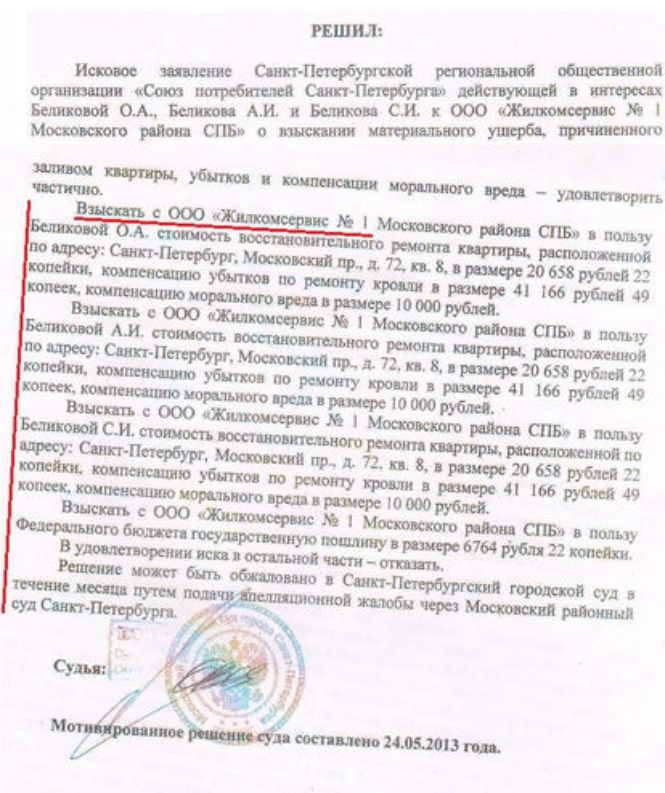 РЕШИЛ:
Исковое заявление Санкт-Петербургской региональной общественной
организации «Союз потребителей Санкт-Петербурга» действующей в интересах
Беликовой О.А., Беликова А.И. и Беликова С.И. к ООО «Жилкомсервис № 1
Московского района СПБ» о взыскании материального ущерба, причиненного
заливом квартиры, убытков и компенсации морального вреда – удовлетворить
частично.
Взыскать с ООО «Жилкомсервис № 1 Московского района СПБ» в пользу
Беликовой О.А. стоимость восстановительного ремонта квартиры, расположенной
по адресу: Санкт-Петербург, Московский пр., д. 72, кв. 8, в размере 20 658 рублей 22
копейки, компенсацию убытков по ремонту кровли в размере 41 166 рублей 49
копеек, компенсацию морального вреда в размере 10 000 рублей.
Взыскать с ООО «Жилкомсервис № 1 Московского района СПБ» в пользу
Беликовой А.И. стоимость восстановительного ремонта квартиры, расположенной
по адресу: Санкт-Петербург, Московский пр., д. 72, кв. 8, в размере 20 658 рублей 22
копейки, компенсацию убытков по ремонту кровли в размере 41 166 рублей 49
копеек, компенсацию морального вреда в размере 10 000 рублей.
Взыскать с ООО «Жилкомсервис № 1 Московского района СПБ» в пользу
Беликовой С.И. стоимость восстановительного ремонта квартиры, расположенной по
адресу: Санкт-Петербург, Московский пр., д. 72, кв. 8, в размере 20 658 рублей 22
копейки, компенсацию убытков по ремонту кровли в размере 41 166 рублей 49
копеек, компенсацию морального вреда в размере 10 000 рублей.
Взыскать с ООО «Жилкомсервис № 1 Московского района СПБ» в пользу
Федерального бюджета государственную пошлину в размере 6764 рубля 22 копейки.
В удовлетворении иска в остальной части – отказать.
Решение может быть обжаловано в Санкт-Петербургский городской суд в
течение месяца путем подачи апелляционной жалобы через Московский районный
суд Санкт-Петербурга.
Судья:
Мотивированное решение суда составлено 24.05.2013 года.